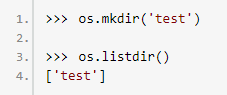 1. >>> os.mkdir('test')
2.
3. >>> os.listdir()
4. ['test']